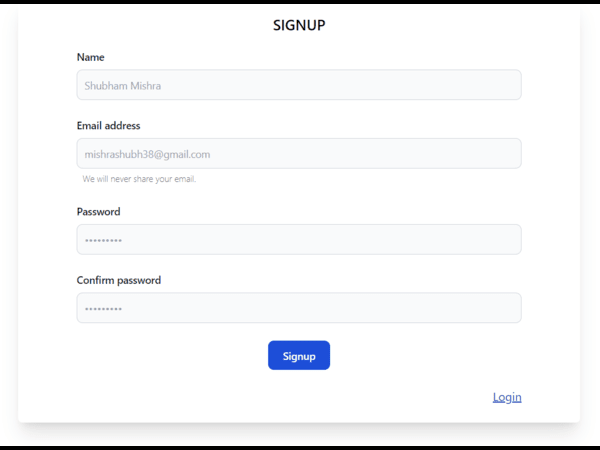 SIGNUP
Name
Shubham Mishra
Email address
mishrashubh38@gmail.com
We will never share your email.
Password
•••••••••
Confirm password
•••••••••
Signup
Login